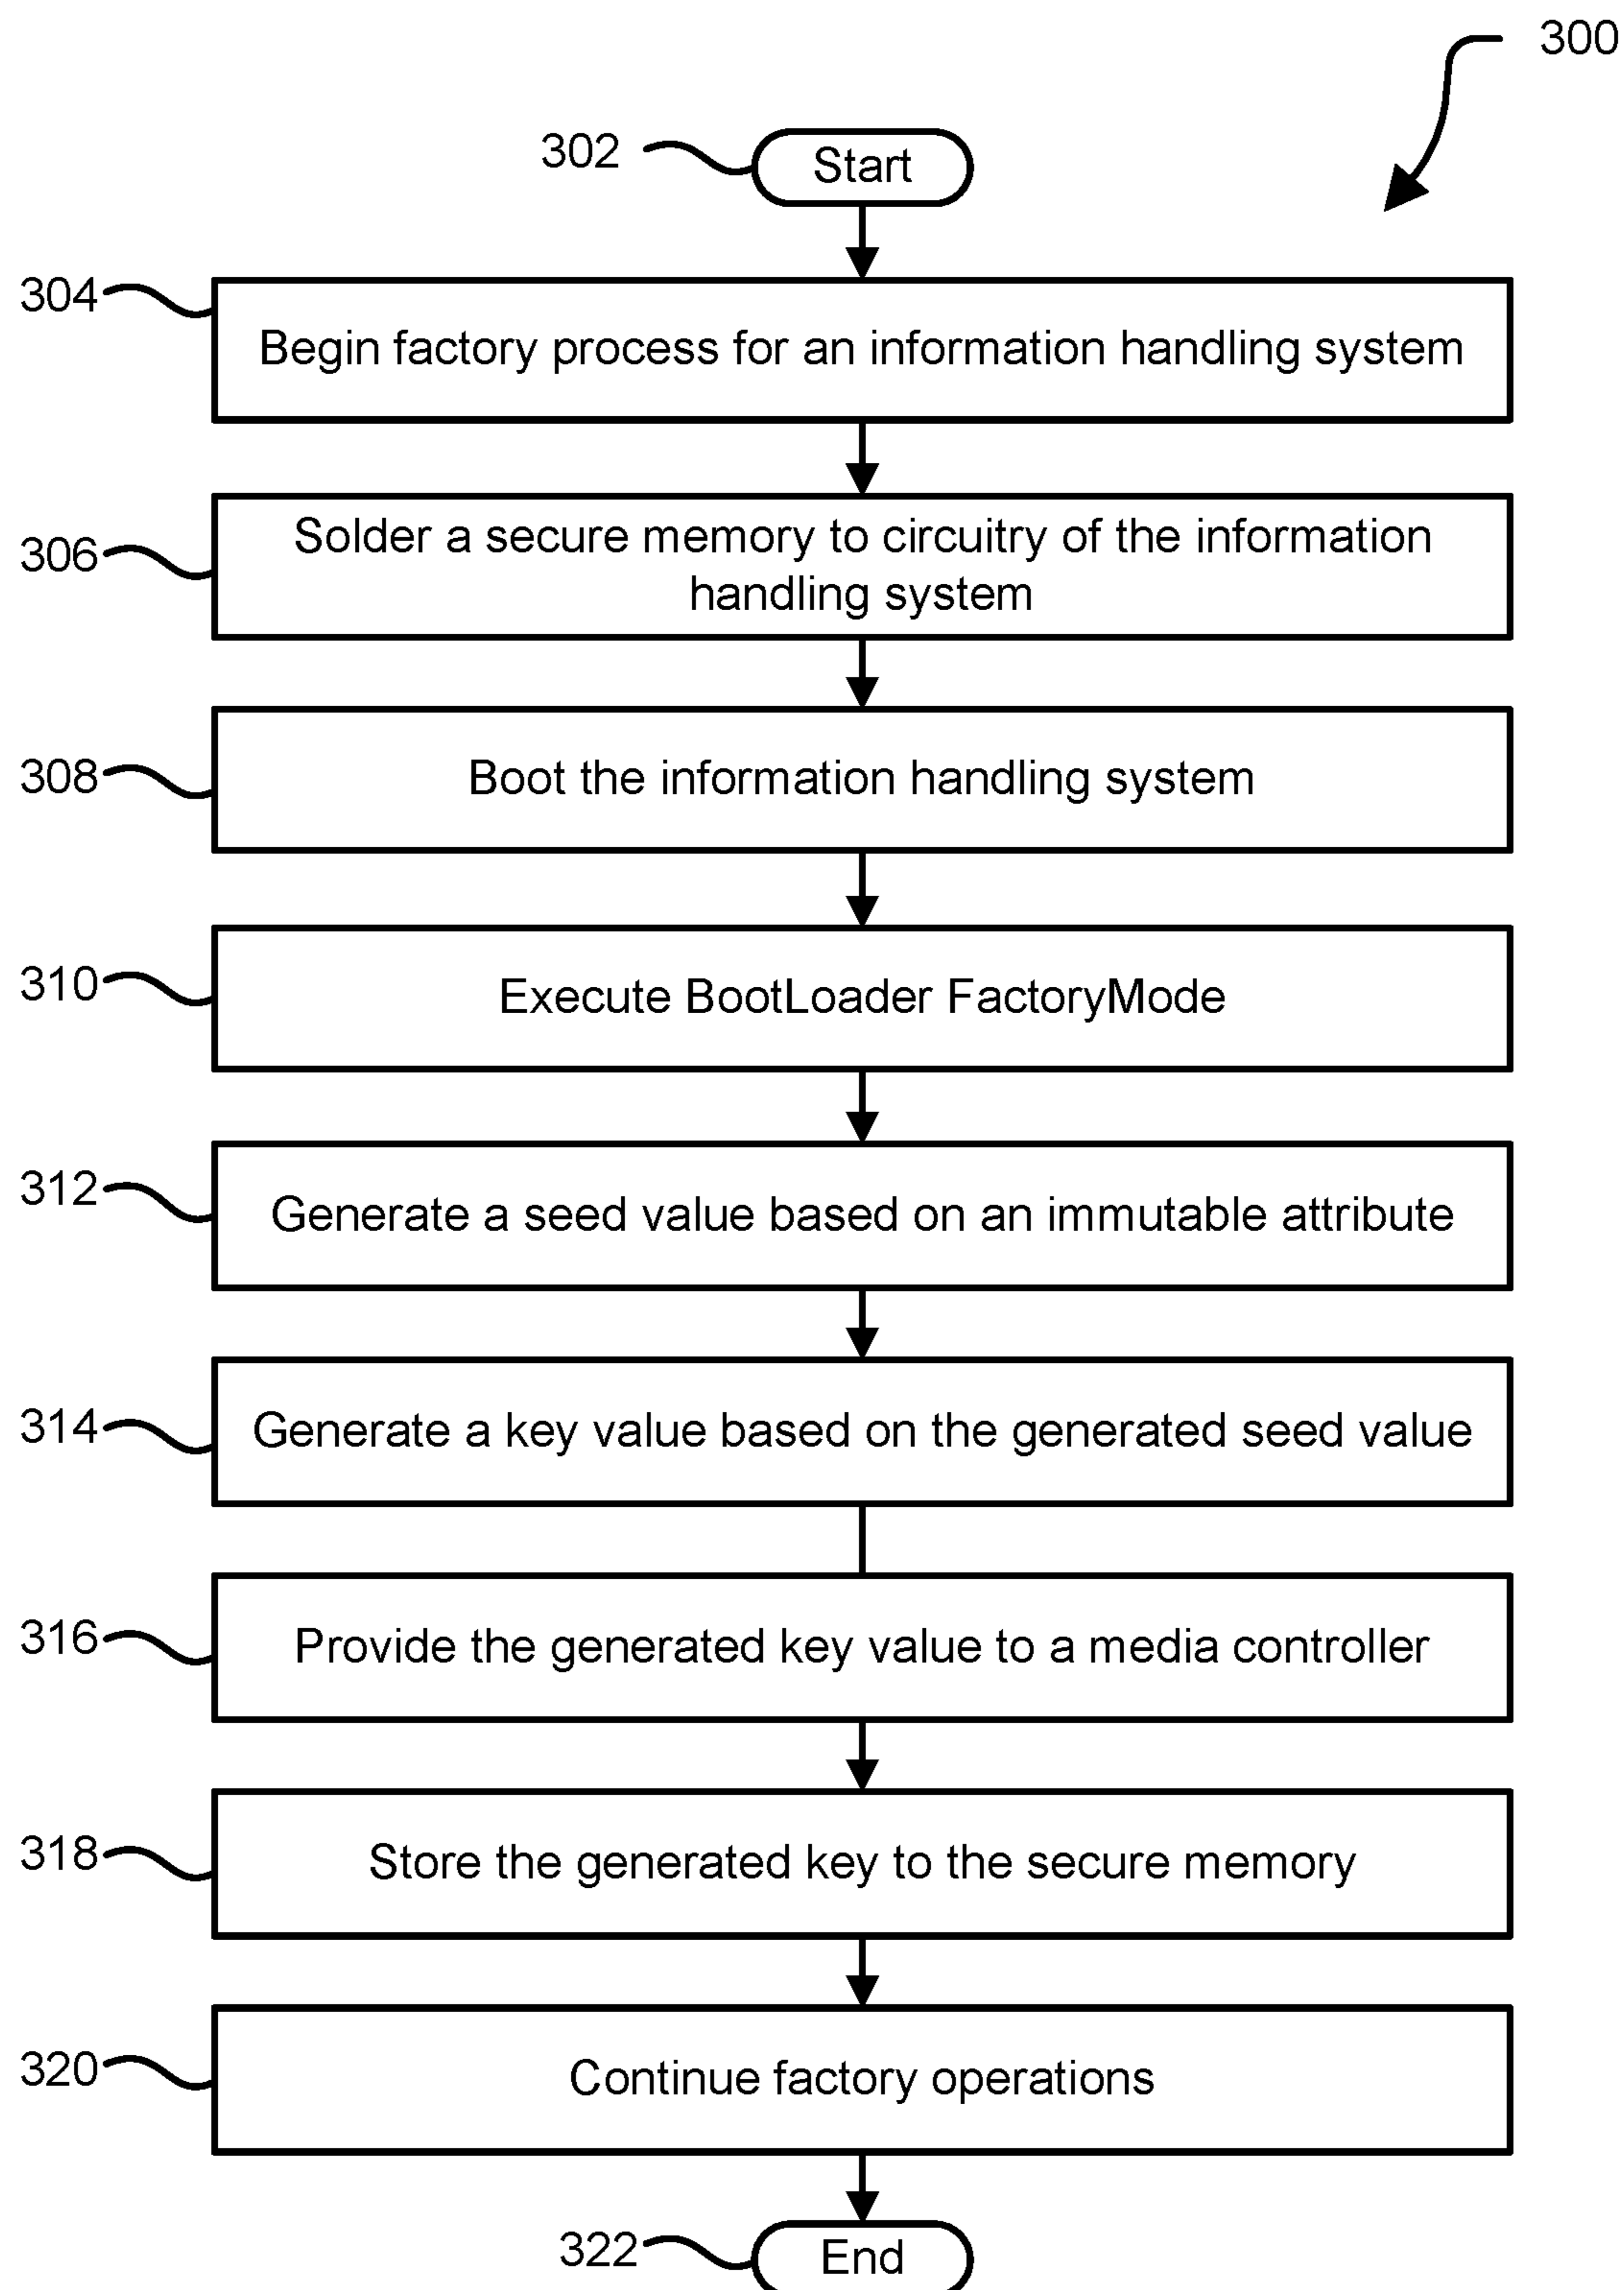 300
302
Start
304
Begin factory process for an information handling system
306
Solder a secure memory to circuitry of the information
handling system
308
Boot the information handling system
310
Execute BootLoader FactoryMode
312
Generate a seed value based on an immutable attribute
314
Generate a key value based on the generated seed value
316
Provide the generated key value to a media controller
318
Store the generated key to the secure memory
320
Continue factory operations
322
End